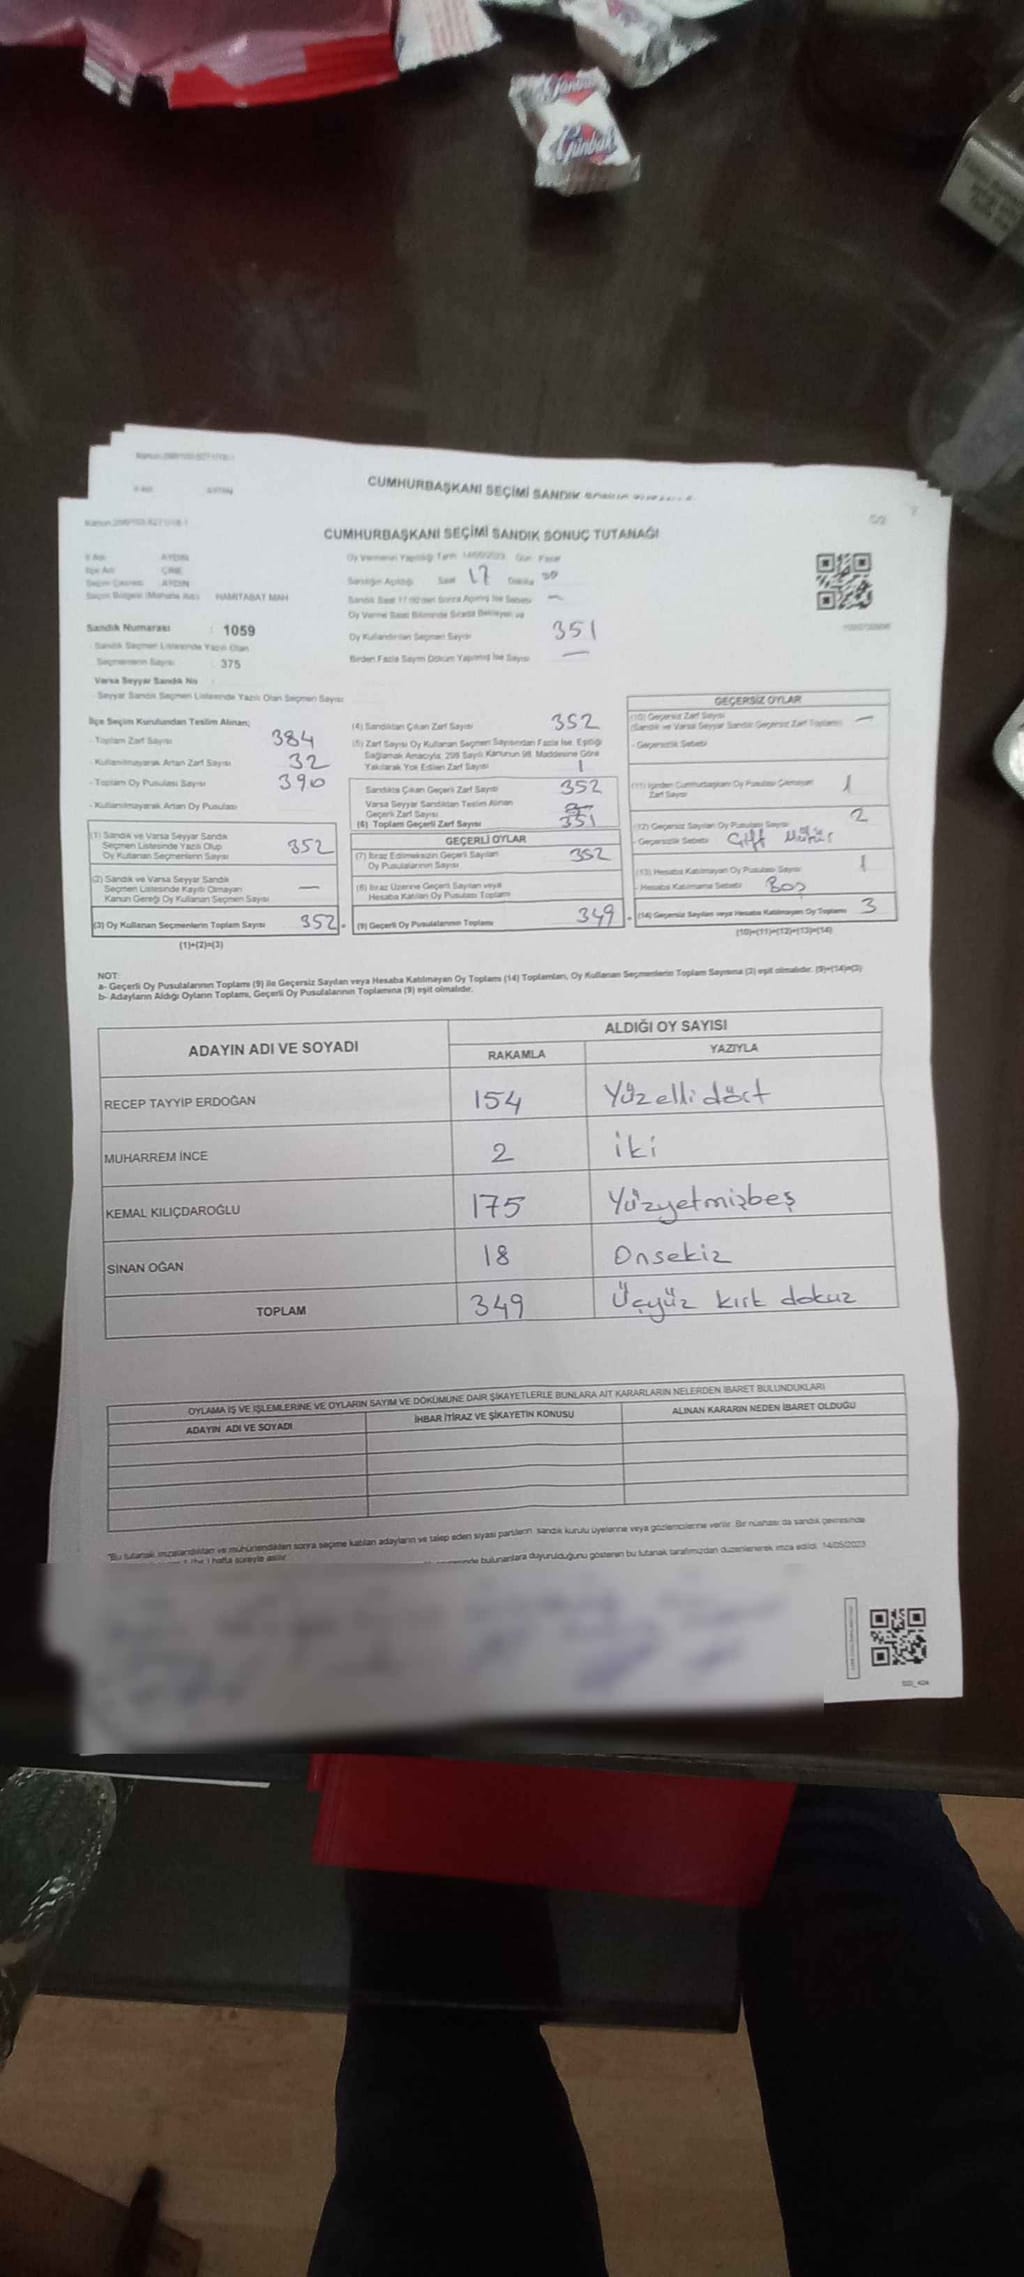 Günbak
CUMHURBAŞKANI SEÇİMİ SANDIK SONUÇ
AYDIN
CUMHURBAŞKANI SEÇİMİ SANDIK SONUÇ TUTANAĞI
İl Adı AYDIN
İlçe Adı ÇİNE
Seçim Çevresi AYDIN
Seçim Bölgesi (Muhtarlık Adı) HAMİTABAT MAH
Sandık Numarası : 1059
Sandık Seçmen Listesinde Yazılı Olan
Seçmenlerin Sayısı : 375
Varsa Seyyar Sandık No
Seyyar Sandık Seçmen Listesinde Yazılı Olan Seçmen Sayısı
Oy Vermenin Yapıldığı Tarih 14/05/2023 Gün Pazar
Sandığın Açıldığı Saat 17 Dakika
Sandık Saat 17:00'den Sonra Açılmış İse Sebebi —
Oy Verme Saati Bitiminde Sırada Bekleyen ve
Oy Kullandırılan Seçmen Sayısı 351
Birden Fazla Sayım Döküm Yapılmış İse Sayısı —
İlçe Seçim Kurulundan Teslim Alınan;
- Toplam Zarf Sayısı 384
- Kullanılmayarak Artan Zarf Sayısı 32
- Toplam Oy Pusulası Sayısı 390
- Kullanılmayarak Artan Oy Pusulası
(1) Sandık ve Varsa Seyyar Sandık
Seçmen Listesinde Yazılı Olup
Oy Kullanan Seçmenlerin Sayısı 352
(2) Sandık ve Varsa Seyyar Sandık
Seçmen Listesinde Kayıtlı Olmayan
Kanun Gereği Oy Kullanan Seçmen Sayısı —
(3) Oy Kullanan Seçmenlerin Toplam Sayısı 352
(1)+(2)=(3)
(4) Sandıktan Çıkan Zarf Sayısı 352
(5) Zarf Sayısı Oy Kullanan Seçmen Sayısından Fazla İse, Eşitliği
Sağlamak Amacıyla, 298 Sayılı Kanunun 98. Maddesine Göre
Yakılarak Yok Edilen Zarf Sayısı 1
Sandıkta Çıkan Geçerli Zarf Sayısı 352
Varsa Seyyar Sandıktan Teslim Alınan
Geçerli Zarf Sayısı
(6) Toplam Geçerli Zarf Sayısı 351
GEÇERLİ OYLAR
(7) İtiraz Edilmeksizin Geçerli Sayılan
Oy Pusulalarının Sayısı 352
(8) İtiraz Üzerine Geçerli Sayılan veya
Hesaba Katılan Oy Pusulası Toplamı
(9) Geçerli Oy Pusulalarının Toplamı 349
GEÇERSİZ OYLAR
(10) Geçersiz Zarf Sayısı
(Sandık ve Varsa Seyyar Sandık Geçersiz Zarf Toplamı) —
- Geçersizlik Sebebi
(11) İçinden Cumhurbaşkanı Oy Pusulası Çıkmayan
Zarf Sayısı 1
(12) Geçersiz Sayılan Oy Pusulası Sayısı 2
- Geçersizlik Sebebi Çift Mühür
(13) Hesaba Katılmayan Oy Pusulası Sayısı 1
- Hesaba Katılmama Sebebi Boş
(14) Geçersiz Sayılan veya Hesaba Katılmayan Oy Toplamı 3
(10)+(11)+(12)+(13)=(14)
NOT:
a- Geçerli Oy Pusulalarının Toplamı (9) ile Geçersiz Sayılan veya Hesaba Katılmayan Oy Toplamı (14) Toplamları, Oy Kullanan Seçmenlerin Toplam Sayısına (3) eşit olmalıdır. (9)+(14)=(3)
b- Adayların Aldığı Oyların Toplamı, Geçerli Oy Pusulalarının Toplamına (9) eşit olmalıdır.
ADAYIN ADI VE SOYADI ALDIĞI OY SAYISI
RAKAMLA YAZIYLA
RECEP TAYYİP ERDOĞAN 154 Yüzellidört
MUHARREM İNCE 2 iki
KEMAL KILIÇDAROĞLU 175 Yüzyetmişbeş
SİNAN OĞAN 18 Onsekiz
TOPLAM 349 Üçyüz kırk dokuz
OYLAMA İŞ VE İŞLEMLERİNE VE OYLARIN SAYIM VE DÖKÜMÜNE DAİR ŞİKAYETLERLE BUNLARA AİT KARARLARIN NELERDEN İBARET BULUNDUKLARI
ADAYIN ADI VE SOYADI İHBAR İTİRAZ VE ŞİKAYETİN KONUSU ALINAN KARARIN NEDEN İBARET OLDUĞU
"Bu tutanak imzalandıktan ve mühürlendikten sonra seçime katılan adayların ve talep eden siyasi partilerin sandık kurulu üyelerine veya gözlemcilerine verilir. Bir nüshası da sandık çevresinde
hafta süreyle asılır.
bulunanlara duyurulduğunu gösteren bu tutanak tarafımızdan düzenlenerek imza edildi. 14/05/2023